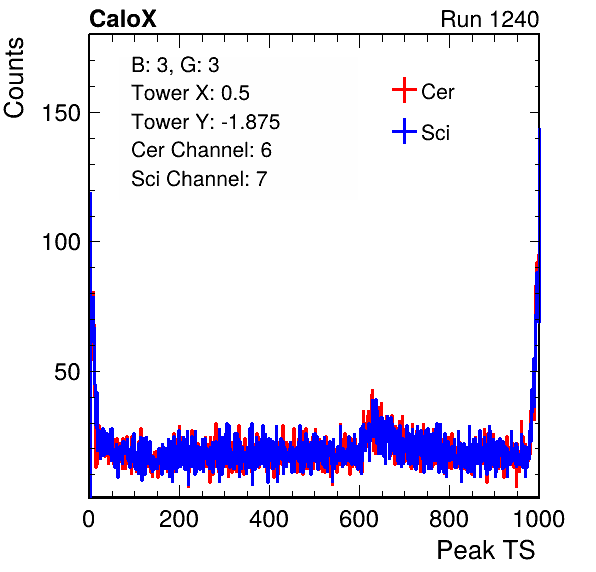 CaloX Run 1240
Counts
B: 3, G: 3
Tower X: 0.5
Tower Y: -1.875
Cer Channel: 6
Sci Channel: 7
Cer
Sci
150
100
50
0 200 400 600 800 1000
Peak TS